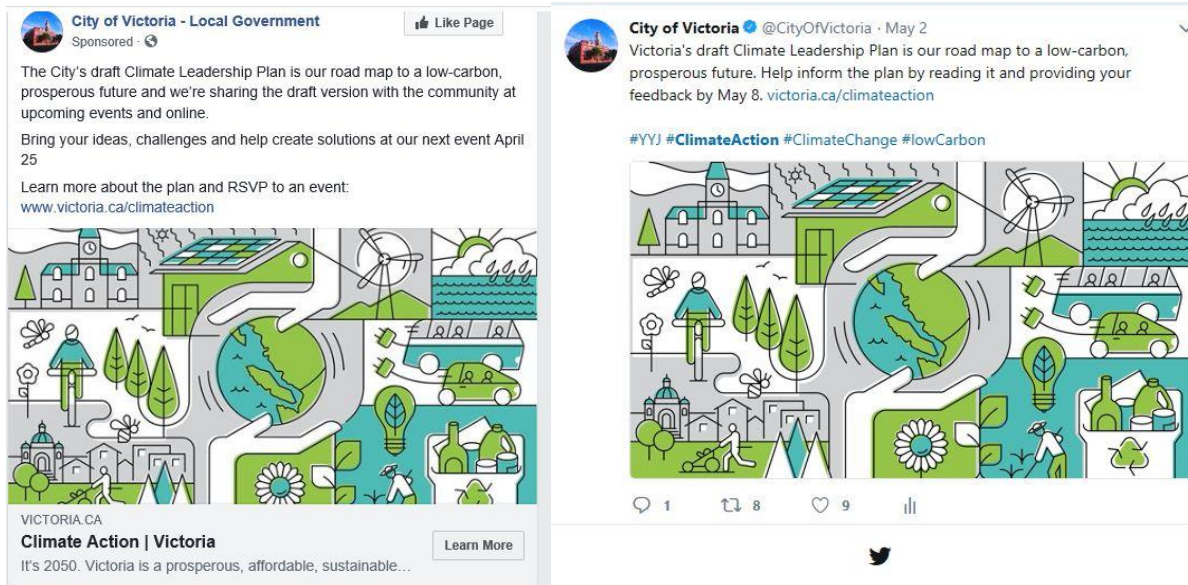 City of Victoria - Local Government
Like Page
Sponsored ·
The City's draft Climate Leadership Plan is our road map to a low-carbon,
prosperous future and we're sharing the draft version with the community at
upcoming events and online.
Bring your ideas, challenges and help create solutions at our next event April
25
Learn more about the plan and RSVP to an event:
www.victoria.ca/climateaction
VICTORIA.CA
Climate Action | Victoria
Learn More
It's 2050. Victoria is a prosperous, affordable, sustainable...
City of Victoria @CityOfVictoria · May 2
Victoria's draft Climate Leadership Plan is our road map to a low-carbon,
prosperous future. Help inform the plan by reading it and providing your
feedback by May 8. victoria.ca/climateaction
#YYJ #ClimateAction #ClimateChange #lowCarbon
1 8 9